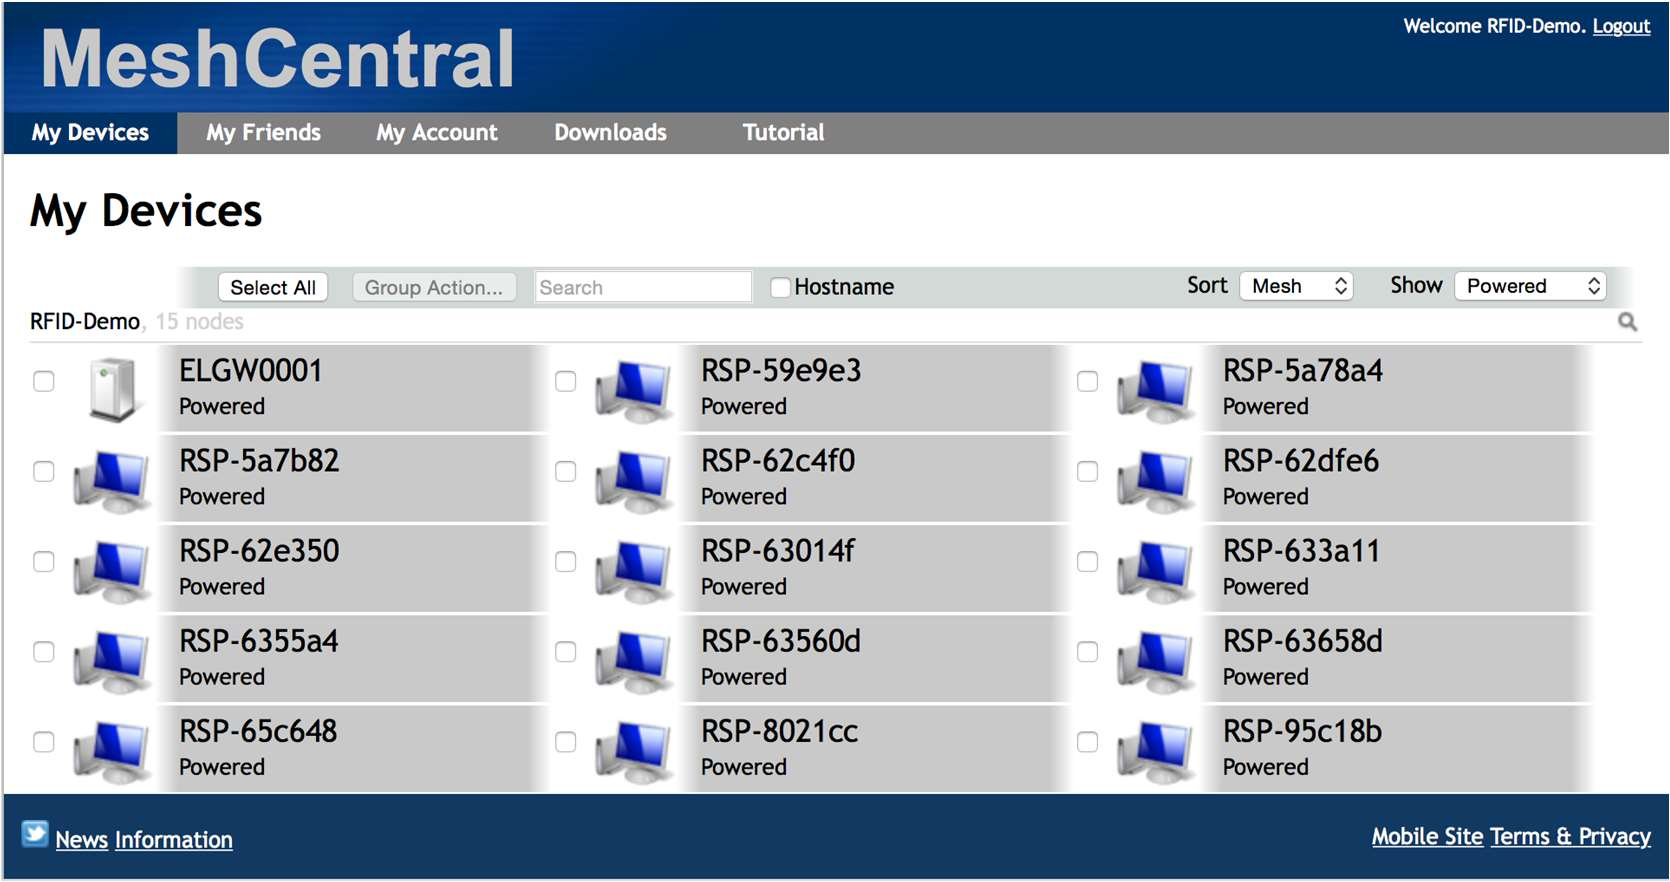 Welcome RFID-Demo. Logout
MeshCentral
My Devices My Friends My Account Downloads Tutorial
My Devices
Select All Group Action... Search Hostname Sort Mesh Show Powered
RFID-Demo, 15 nodes
ELGW0001 RSP-59e9e3 RSP-5a78a4
Powered Powered Powered
RSP-5a7b82 RSP-62c4f0 RSP-62dfe6
Powered Powered Powered
RSP-62e350 RSP-63014f RSP-633a11
Powered Powered Powered
RSP-6355a4 RSP-63560d RSP-63658d
Powered Powered Powered
RSP-65c648 RSP-8021cc RSP-95c18b
Powered Powered Powered
News Information Mobile Site Terms & Privacy